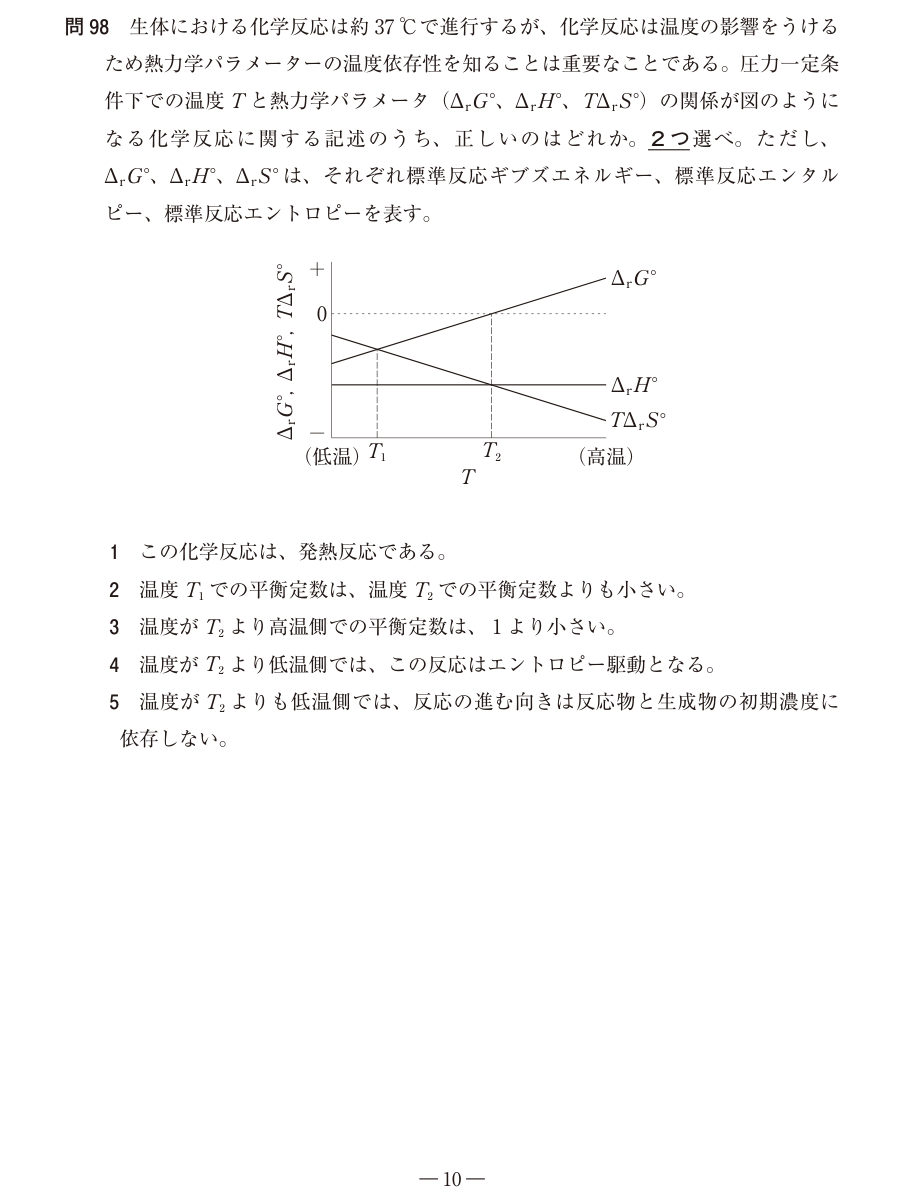 問 98　生体における化学反応は約 37 ℃で進行するが、化学反応は温度の影響をうける
ため熱力学パラメーターの温度依存性を知ることは重要なことである。圧力一定条
件下での温度 T と熱力学パラメータ（ΔrG°、ΔrH°、TΔrS°）の関係が図のように
なる化学反応に関する記述のうち、正しいのはどれか。２つ選べ。ただし、
ΔrG°、ΔrH°、ΔrS° は、それぞれ標準反応ギブズエネルギー、標準反応エンタル
ピー、標準反応エントロピーを表す。
ΔrG°, ΔrH°, TΔrS°
＋
0
−
ΔrG°
ΔrH°
TΔrS°
（低温）T1　T2　（高温）
T
1　この化学反応は、発熱反応である。
2　温度 T1 での平衡定数は、温度 T2 での平衡定数よりも小さい。
3　温度が T2 より高温側での平衡定数は、1 より小さい。
4　温度が T2 より低温側では、この反応はエントロピー駆動となる。
5　温度が T2 よりも低温側では、反応の進む向きは反応物と生成物の初期濃度に
依存しない。
— 10 —